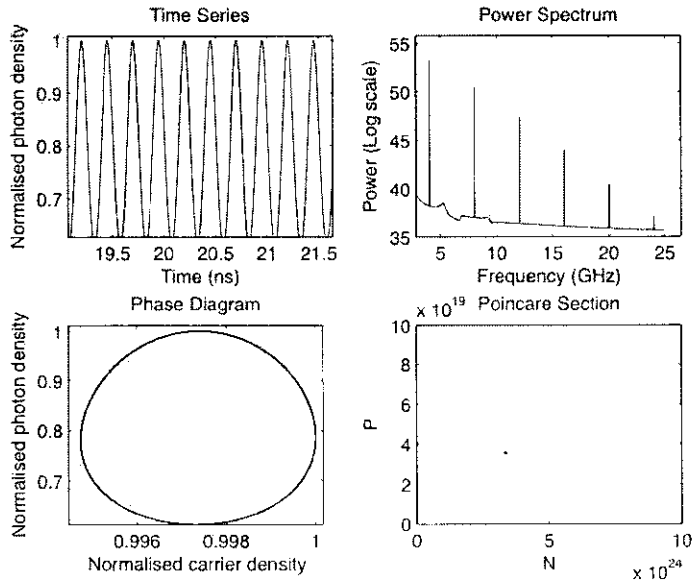 Time Series
Normalised photon density
1
0.9
0.8
0.7
19.5 20 20.5 21 21.5
Time (ns)
Power Spectrum
Power (Log scale)
55
50
45
40
35
5 10 15 20 25
Frequency (GHz)
Phase Diagram
Normalised photon density
1
0.9
0.8
0.7
0.996 0.998 1
Normalised carrier density
x 10^19 Poincare Section
P
10
8
6
4
2
0
0 5 10
N
x 10^24